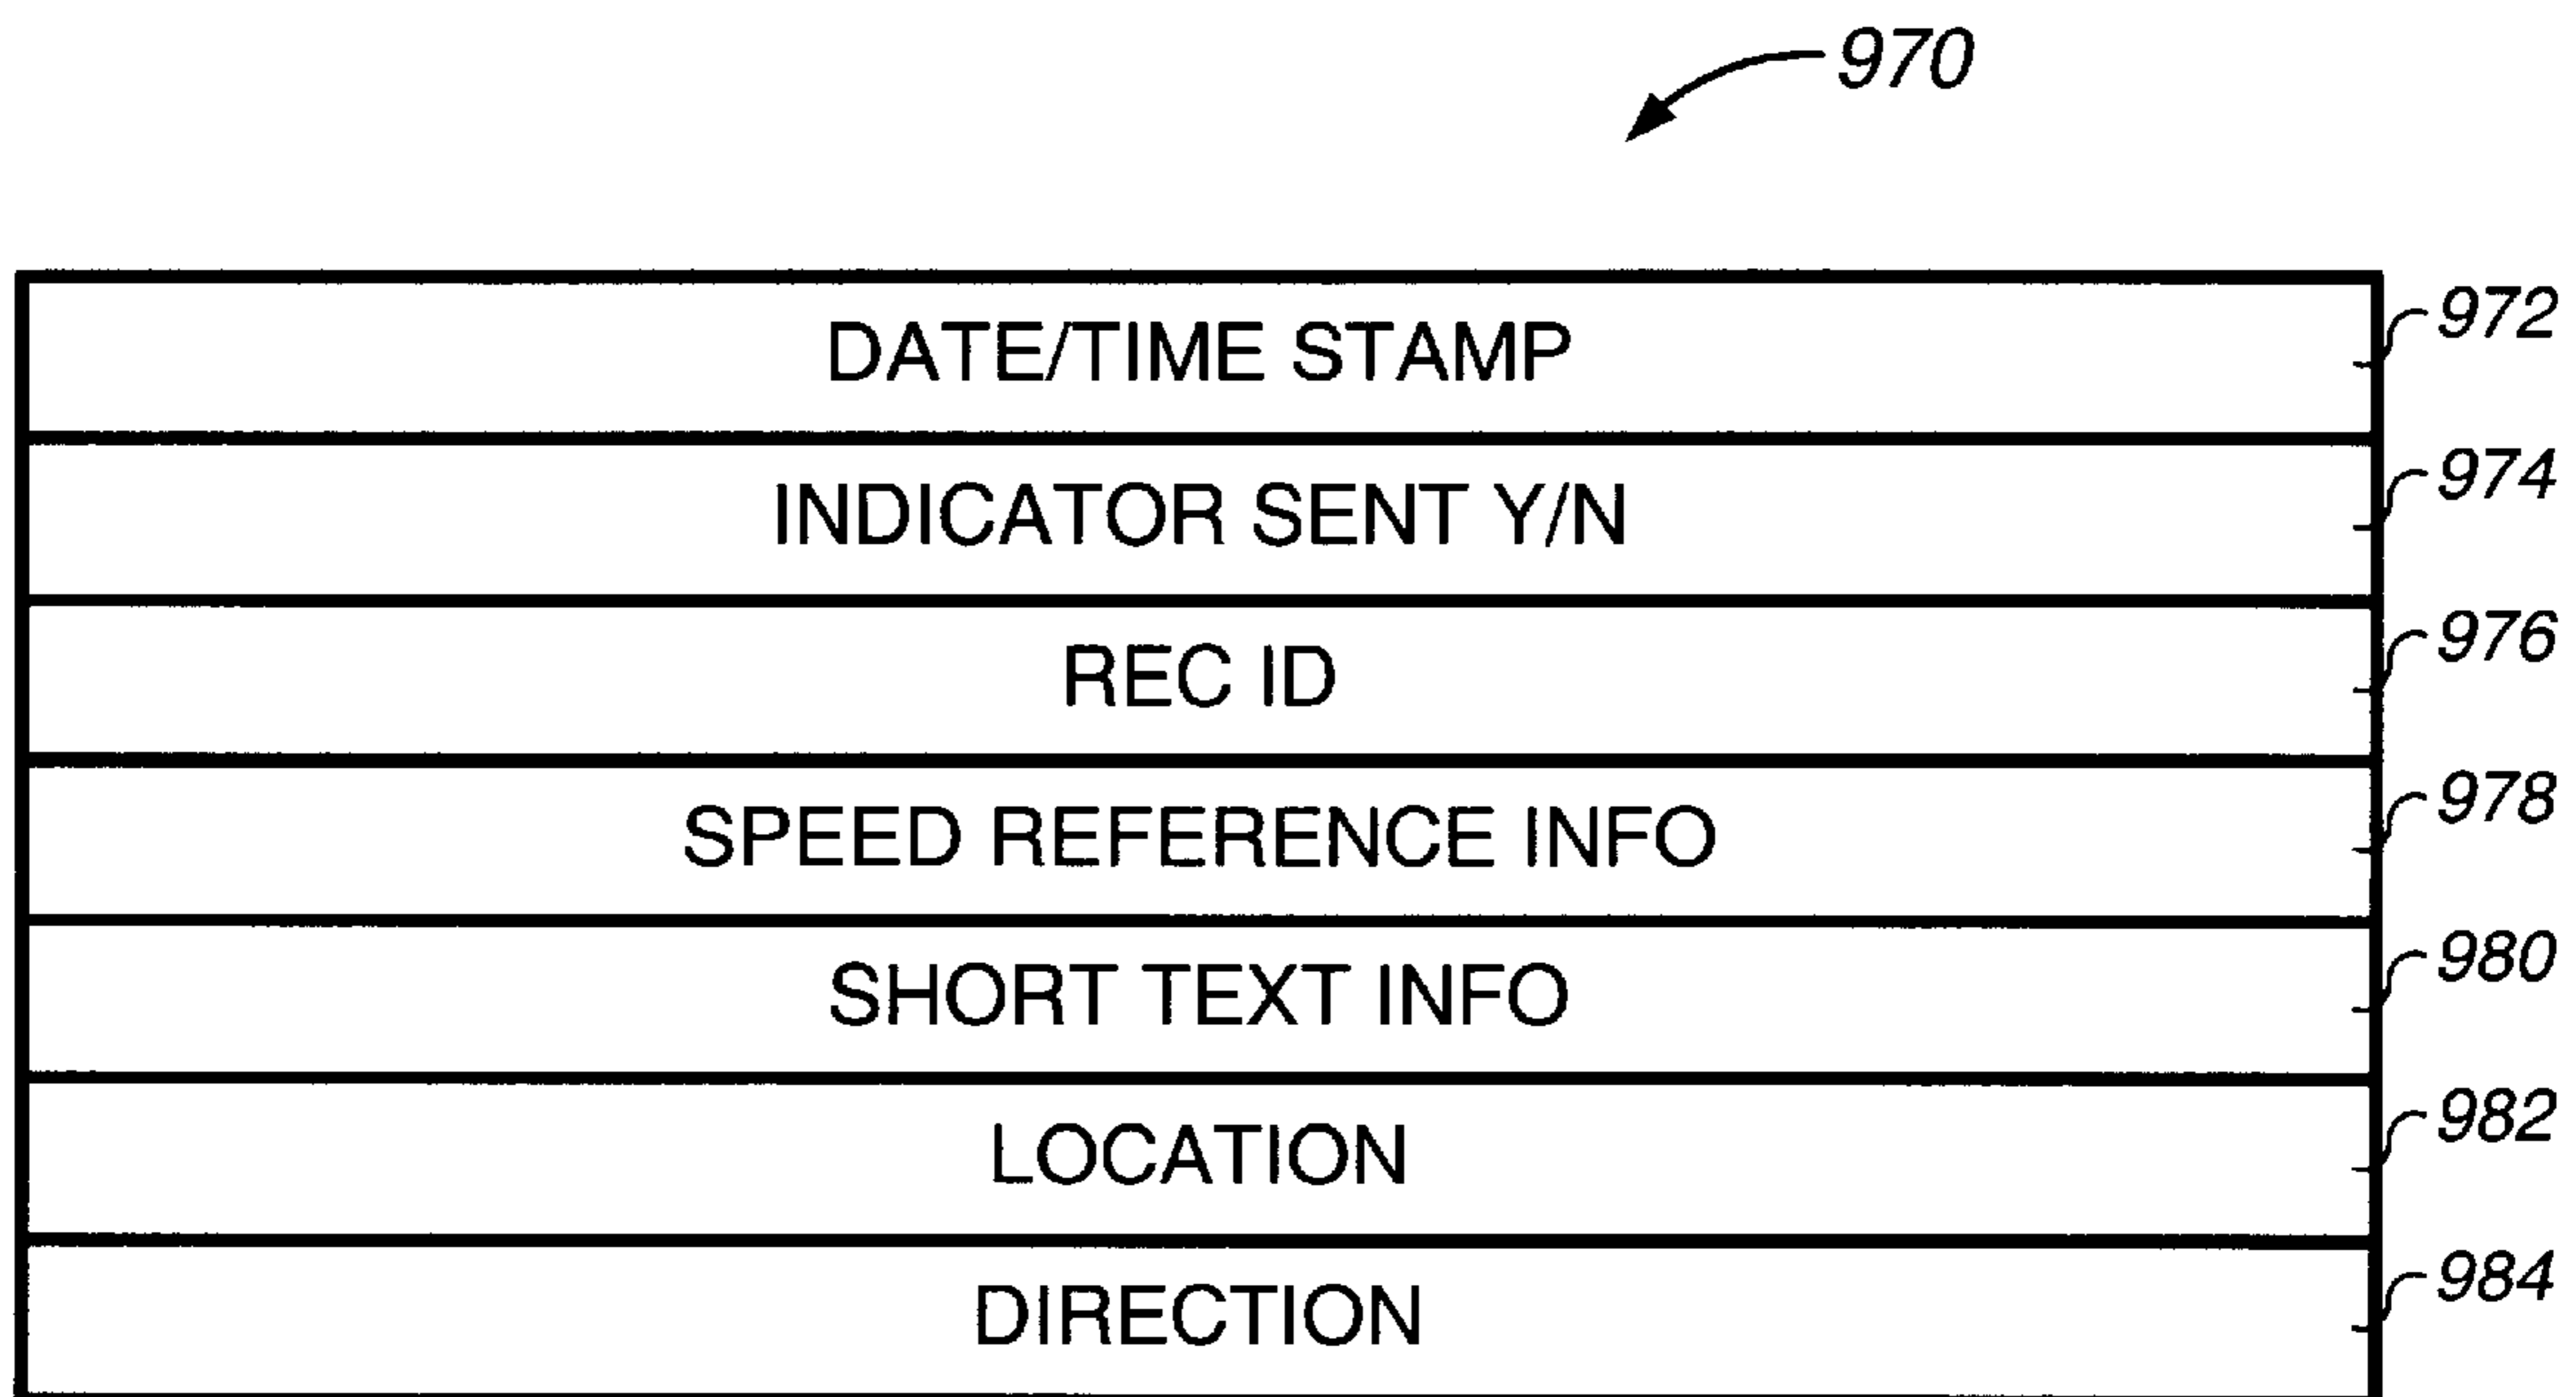 970
DATE/TIME STAMP 972
INDICATOR SENT Y/N 974
REC ID 976
SPEED REFERENCE INFO 978
SHORT TEXT INFO 980
LOCATION 982
DIRECTION 984